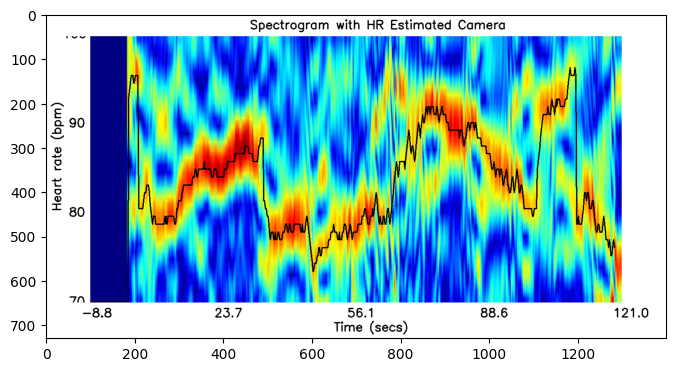 Spectrogram with HR Estimated Camera
0
100
200
300
400
500
600
700
Heart rate (bpm)
90
80
70
−8.8 23.7 56.1 88.6 121.0
Time (secs)
0 200 400 600 800 1000 1200